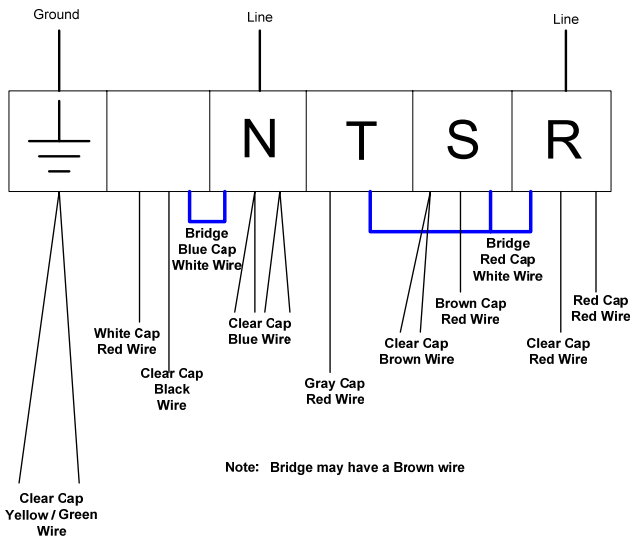 Ground
Line
Line
N
T
S
R
Bridge
Blue Cap
White Wire
Bridge
Red Cap
White Wire
White Cap
Red Wire
Clear Cap
Black
Wire
Clear Cap
Blue Wire
Gray Cap
Red Wire
Clear Cap
Brown Wire
Brown Cap
Red Wire
Clear Cap
Red Wire
Red Cap
Red Wire
Note: Bridge may have a Brown wire
Clear Cap
Yellow / Green
Wire